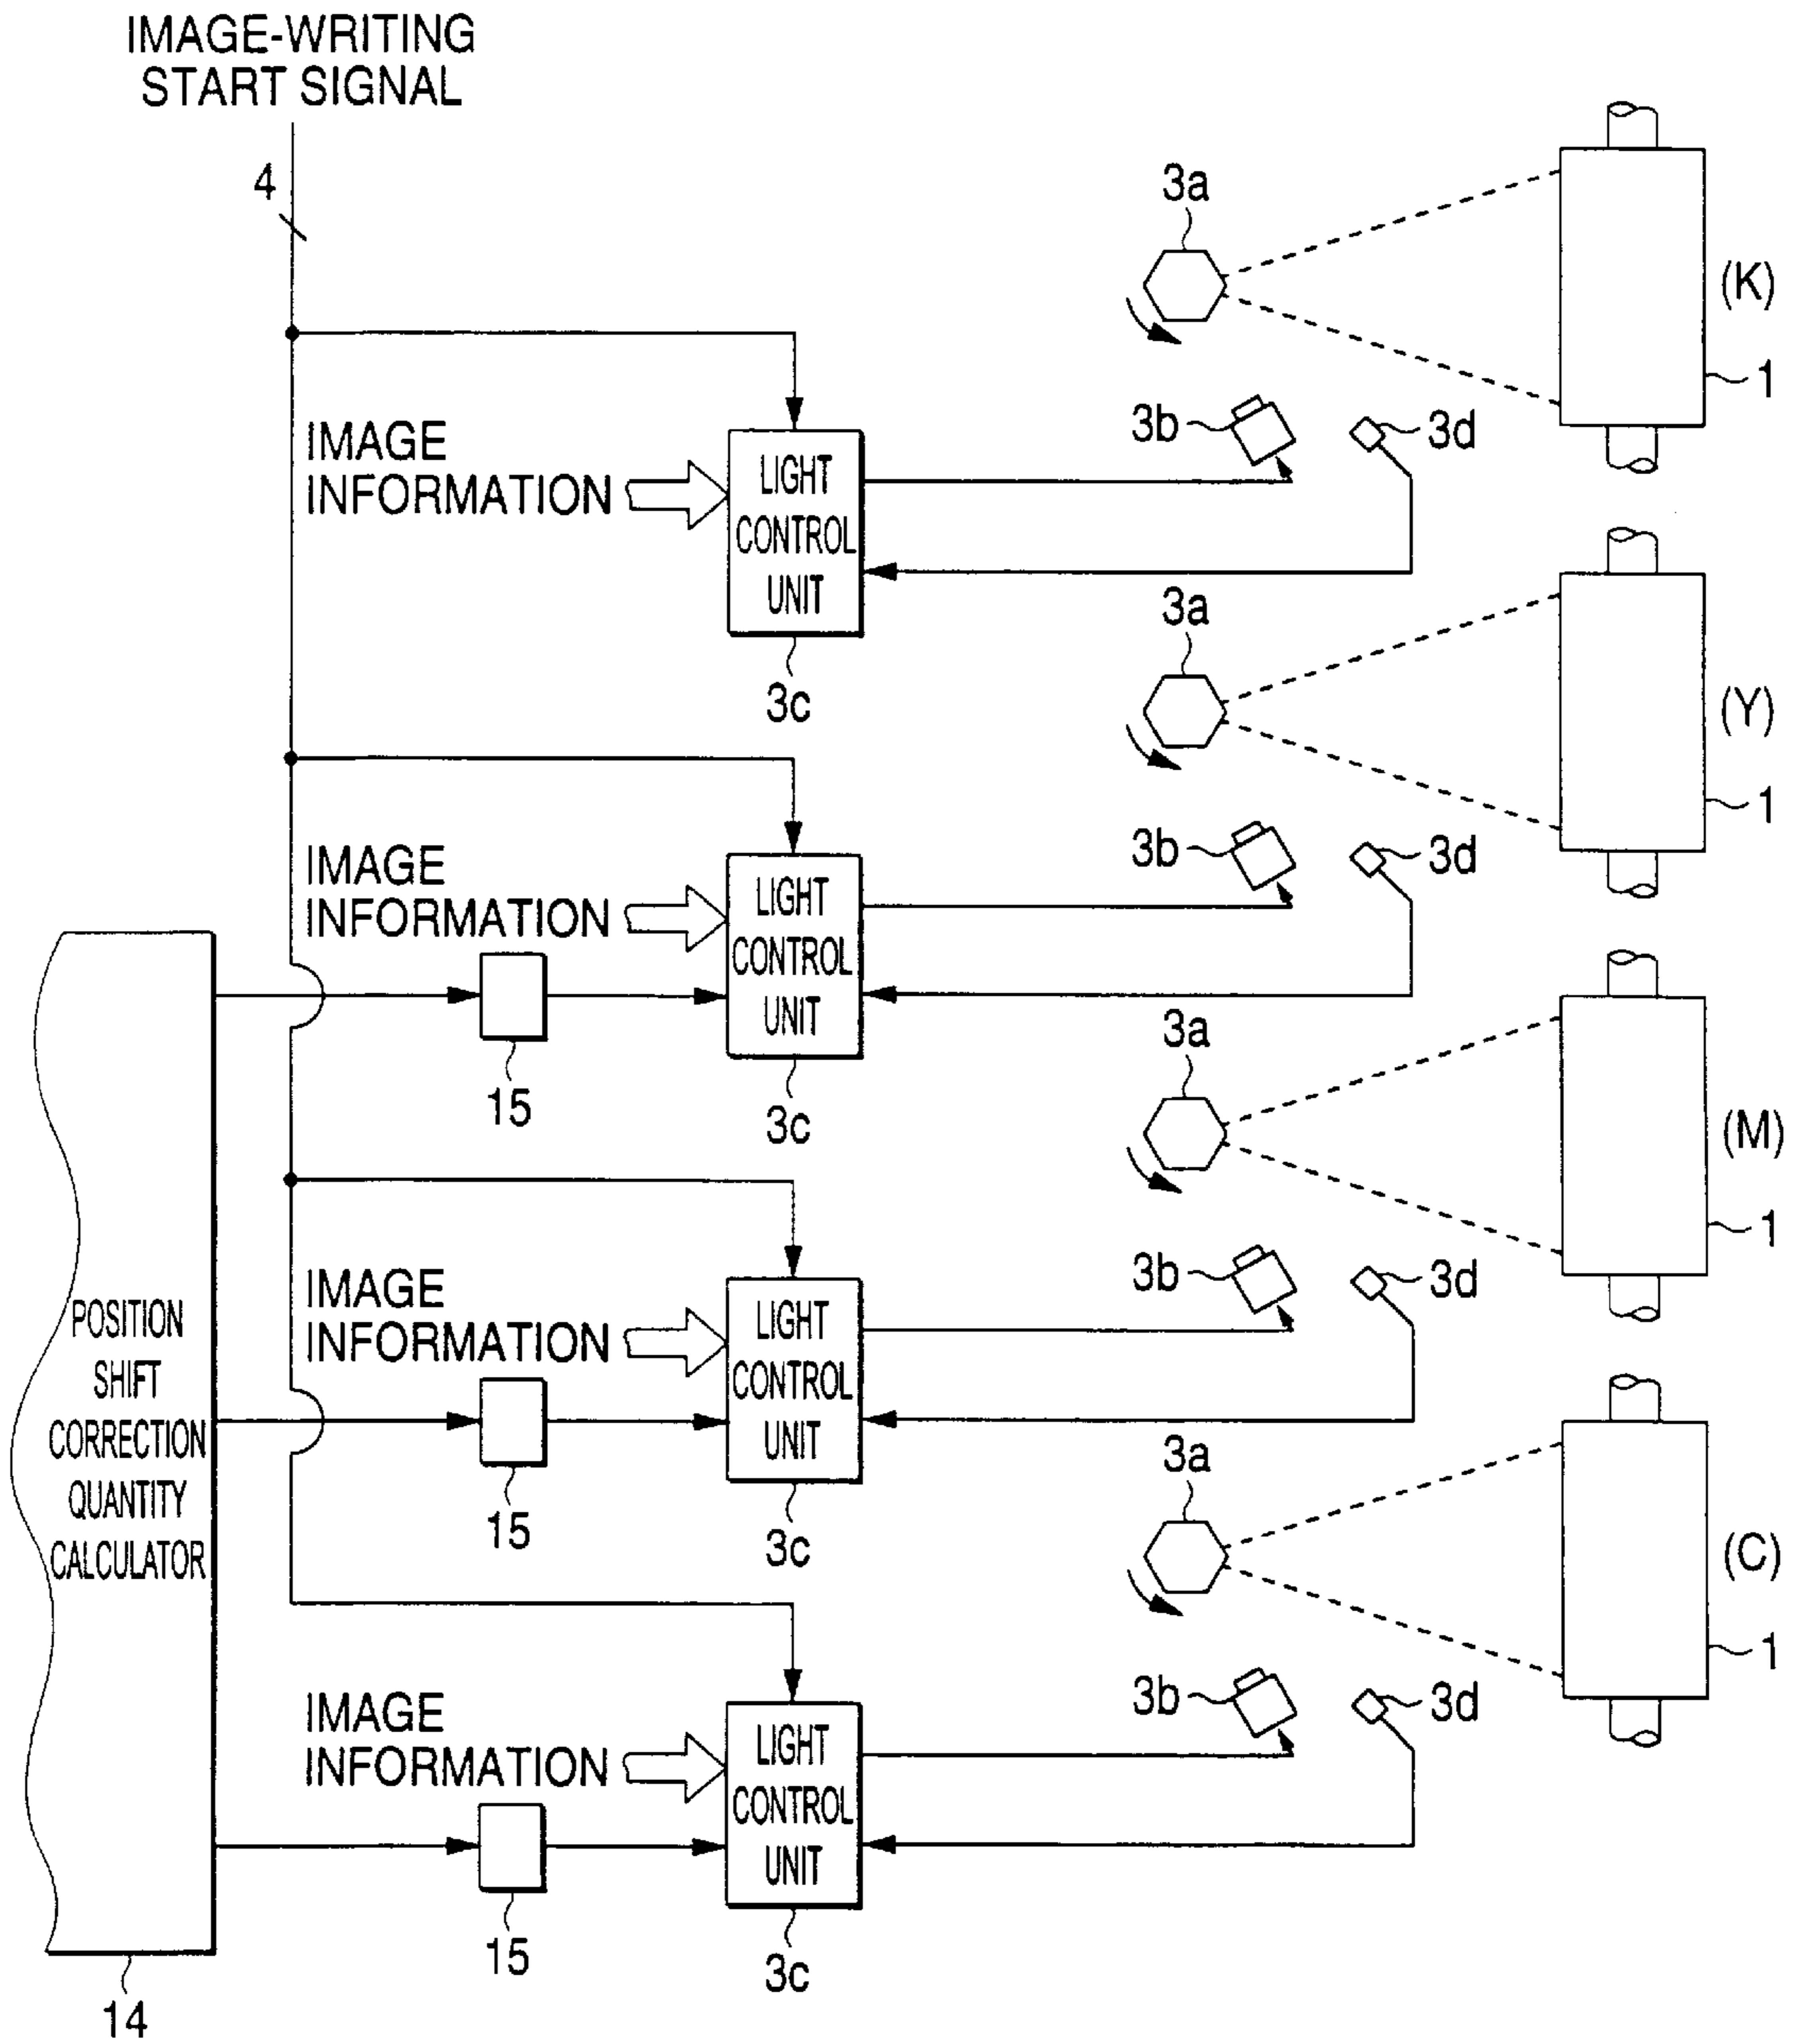 IMAGE-WRITING
START SIGNAL
4
3a
(K)
1
IMAGE
INFORMATION
LIGHT
CONTROL
UNIT
3b
3d
3c
3a
(Y)
1
IMAGE
INFORMATION
LIGHT
CONTROL
UNIT
3b
3d
15
3c
3a
(M)
1
IMAGE
INFORMATION
LIGHT
CONTROL
UNIT
3b
3d
POSITION
SHIFT
CORRECTION
QUANTITY
CALCULATOR
15
3c
3a
(C)
1
IMAGE
INFORMATION
LIGHT
CONTROL
UNIT
3b
3d
15
3c
14